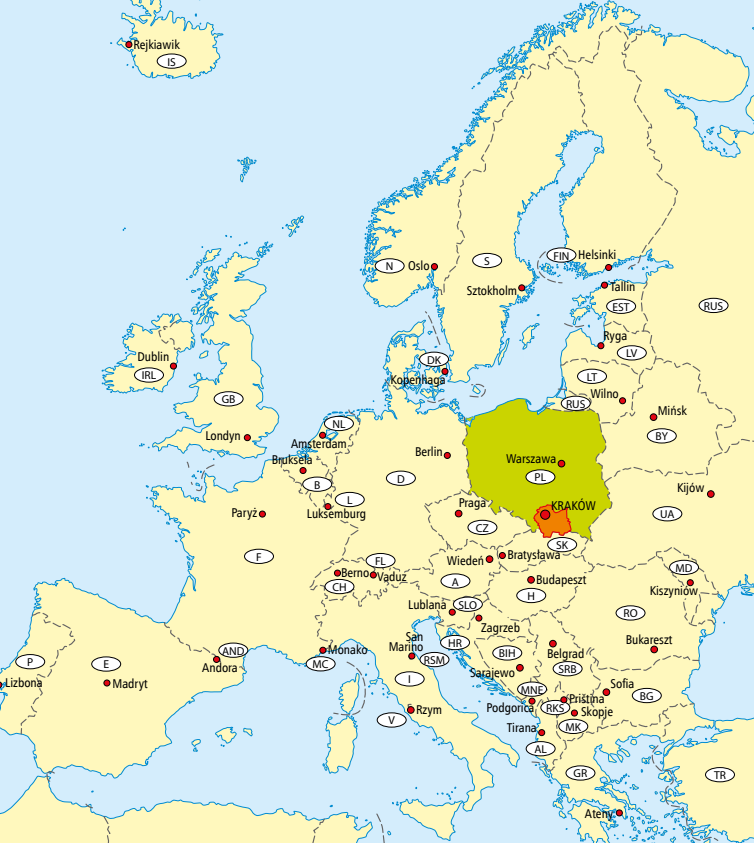 Rejkiawik
IS
FIN
Helsinki
N
Oslo
S
Sztokholm
Tallin
EST
RUS
Ryga
LV
Dublin
IRL
DK
Kopenhaga
LT
Wilno
RUS
GB
Mińsk
BY
Londyn
NL
Amsterdam
Berlin
Warszawa
PL
Bruksela
B
D
L
Luksemburg
Kijów
UA
Paryż
Praga
CZ
KRAKÓW
SK
F
FL
Wiedeń
Bratysława
MD
Berno
Vaduz
CH
A
Budapeszt
H
Kiszyniów
Lublana
SLO
RO
Zagrzeb
P
E
AND
Andora
Monako
MC
San
Marino
RSM
HR
BIH
Belgrad
SRB
Bukareszt
Lizbona
Madryt
I
Sarajewo
MNE
Sofia
BG
V
Rzym
Podgorica
Priština
RKS
Skopje
MK
Tirana
AL
GR
TR
Ateny